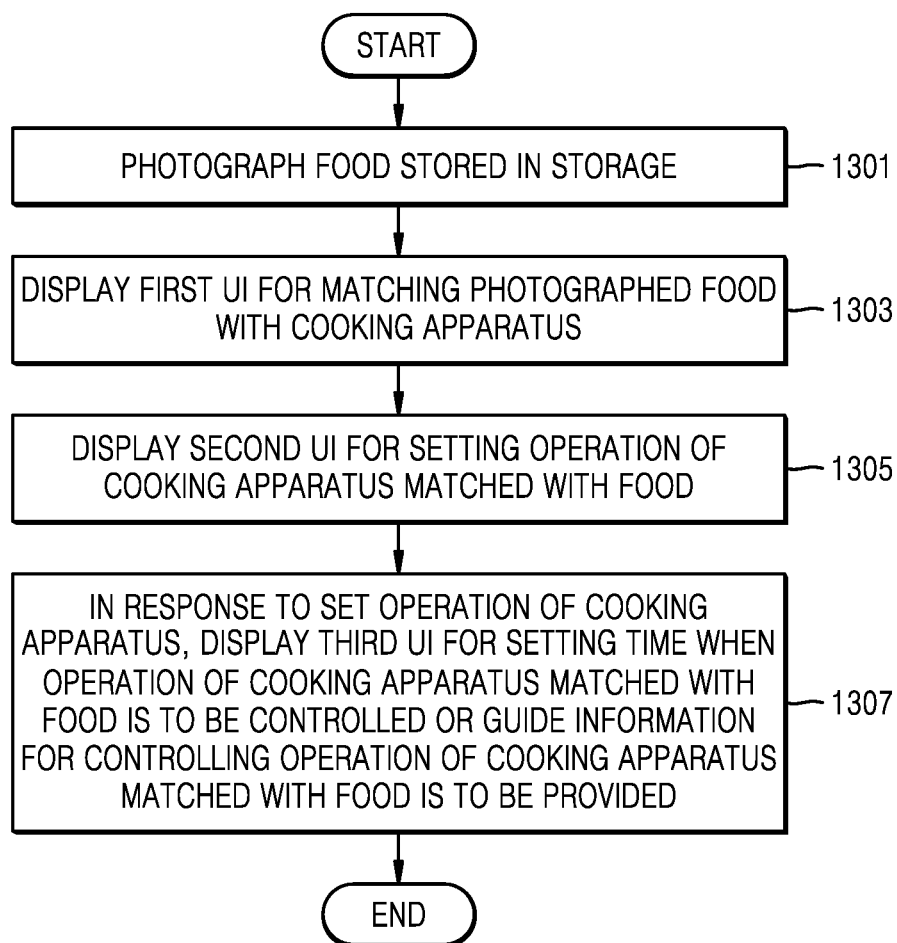 START
PHOTOGRAPH FOOD STORED IN STORAGE
1301
DISPLAY FIRST UI FOR MATCHING PHOTOGRAPHED FOOD
WITH COOKING APPARATUS
1303
DISPLAY SECOND UI FOR SETTING OPERATION OF
COOKING APPARATUS MATCHED WITH FOOD
1305
IN RESPONSE TO SET OPERATION OF COOKING
APPARATUS, DISPLAY THIRD UI FOR SETTING TIME WHEN
OPERATION OF COOKING APPARATUS MATCHED WITH
FOOD IS TO BE CONTROLLED OR GUIDE INFORMATION
FOR CONTROLLING OPERATION OF COOKING APPARATUS
MATCHED WITH FOOD IS TO BE PROVIDED
1307
END